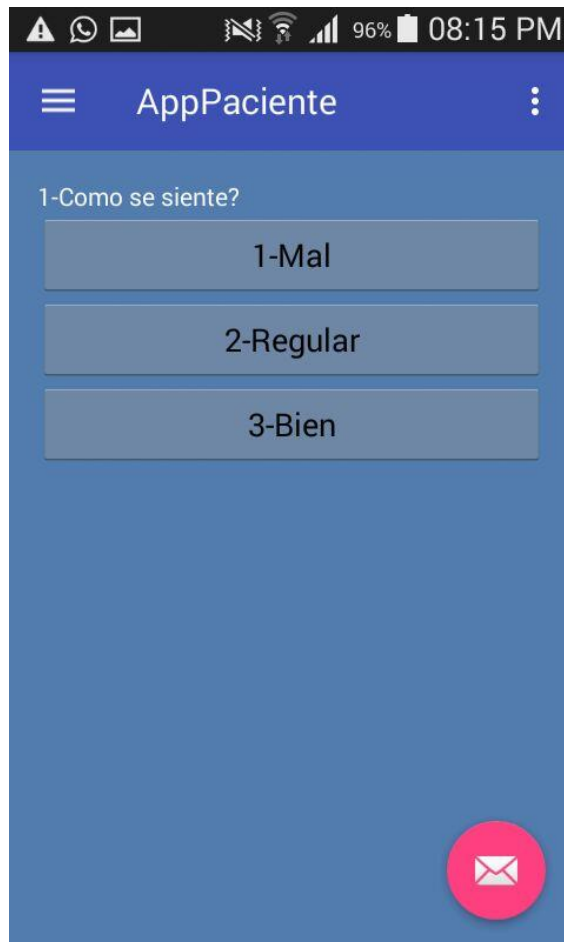 96% 08:15 PM
AppPaciente
1-Como se siente?
1-Mal
2-Regular
3-Bien